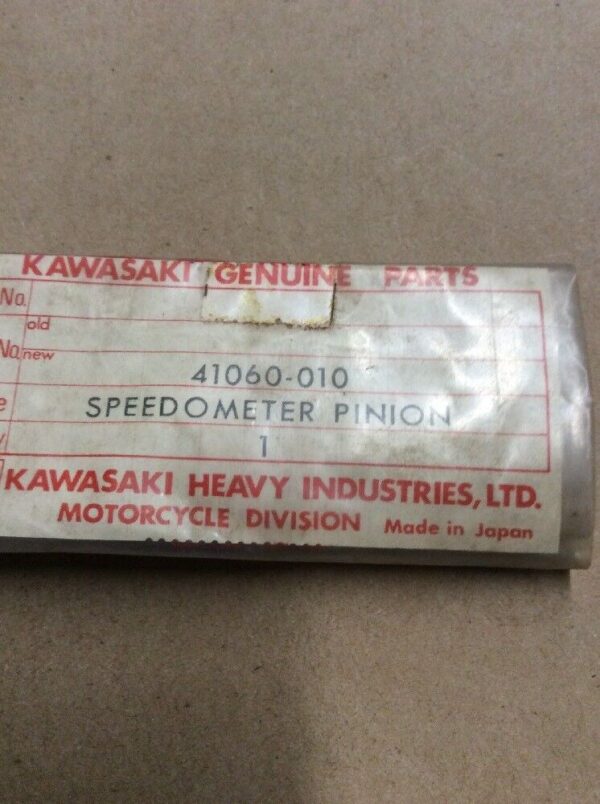 KAWASAKI GENUINE PARTS
No.
old
No. new
41060-010
SPEEDOMETER PINION
1
KAWASAKI HEAVY INDUSTRIES, LTD.
MOTORCYCLE DIVISION Made in Japan